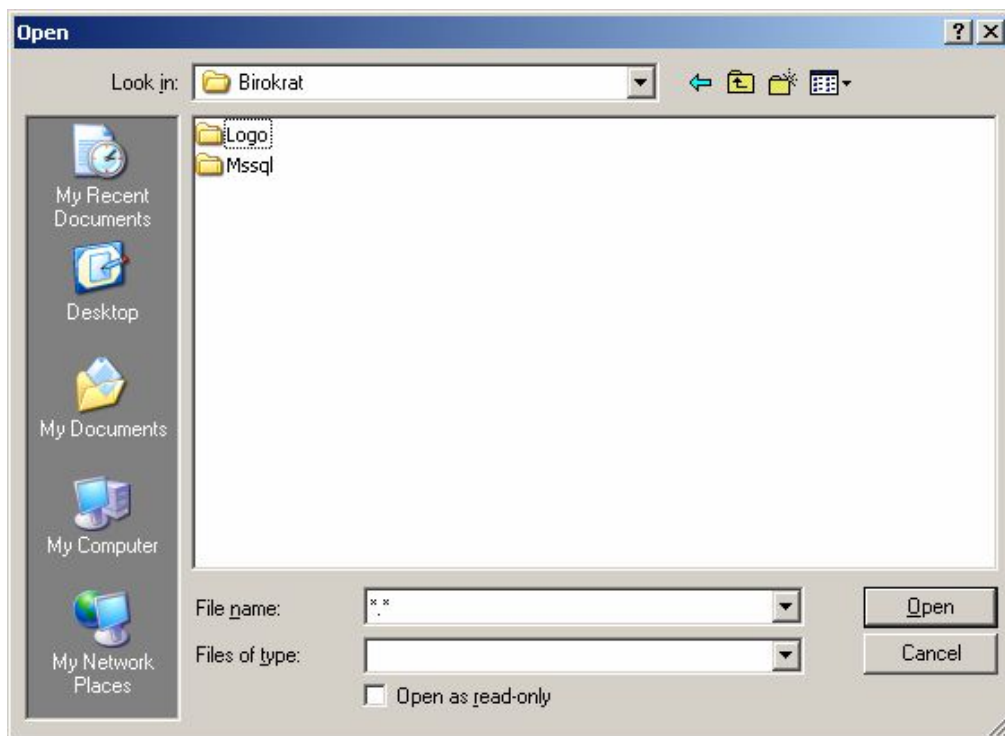 Open
Look in:
Birokrat
Logo
Mssql
My Recent
Documents
Desktop
My Documents
My Computer
My Network
Places
File name:
*.*
Open
Files of type:
Cancel
Open as read-only